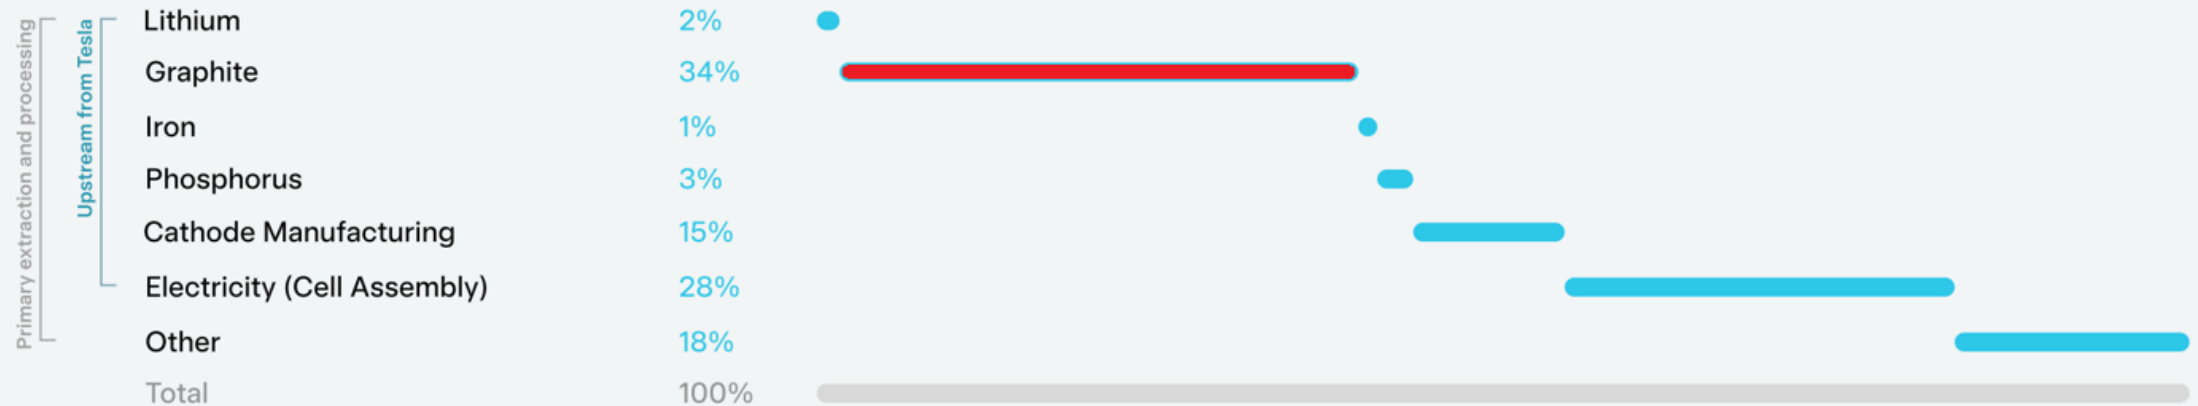 Primary extraction and processing
Upstream from Tesla
Lithium 2%
Graphite 34%
Iron 1%
Phosphorus 3%
Cathode Manufacturing 15%
Electricity (Cell Assembly) 28%
Other 18%
Total 100%